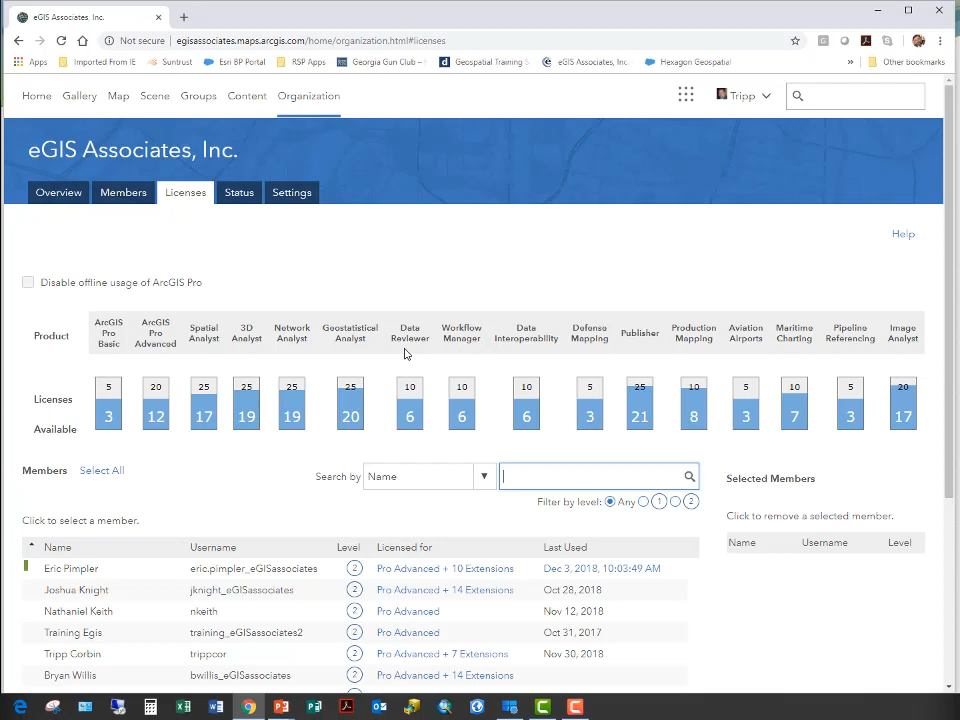 eGIS Associates, Inc.
Not secure | egisassociates.maps.arcgis.com/home/organization.html#licenses
Apps Imported From IE Suntrust Esri BP Portal RSP Apps Georgia Gun Club – Geospatial Training S eGIS Associates, Inc. Hexagon Geospatial » Other bookmarks
Home Gallery Map Scene Groups Content Organization Tripp
eGIS Associates, Inc.
Overview Members Licenses Status Settings
Help
Disable offline usage of ArcGIS Pro
Product
ArcGIS Pro Basic
ArcGIS Pro Advanced
Spatial Analyst
3D Analyst
Network Analyst
Geostatistical Analyst
Data Reviewer
Workflow Manager
Data Interoperability
Defense Mapping
Publisher
Production Mapping
Aviation Airports
Maritime Charting
Pipeline Referencing
Image Analyst
Licenses 5 20 25 25 25 25 10 10 10 5 25 10 5 10 5 20
Available 3 12 17 19 19 20 6 6 6 3 21 8 3 7 3 17
Members Select All
Search by Name
Filter by level: Any 1 2
Selected Members
Click to remove a selected member.
Name Username Level
Click to select a member.
Name Username Level Licensed for Last Used
Eric Pimpler eric.pimpler_eGISassociates 2 Pro Advanced + 10 Extensions Dec 3, 2018, 10:03:49 AM
Joshua Knight jknight_eGISassociates 2 Pro Advanced + 14 Extensions Oct 28, 2018
Nathaniel Keith nkeith 2 Pro Advanced Nov 12, 2018
Training Egis training_eGISassociates2 2 Pro Advanced Oct 31, 2017
Tripp Corbin trippcor 2 Pro Advanced + 7 Extensions Nov 30, 2018
Bryan Willis bwillis_eGISassociates 2 Pro Advanced + 14 Extensions